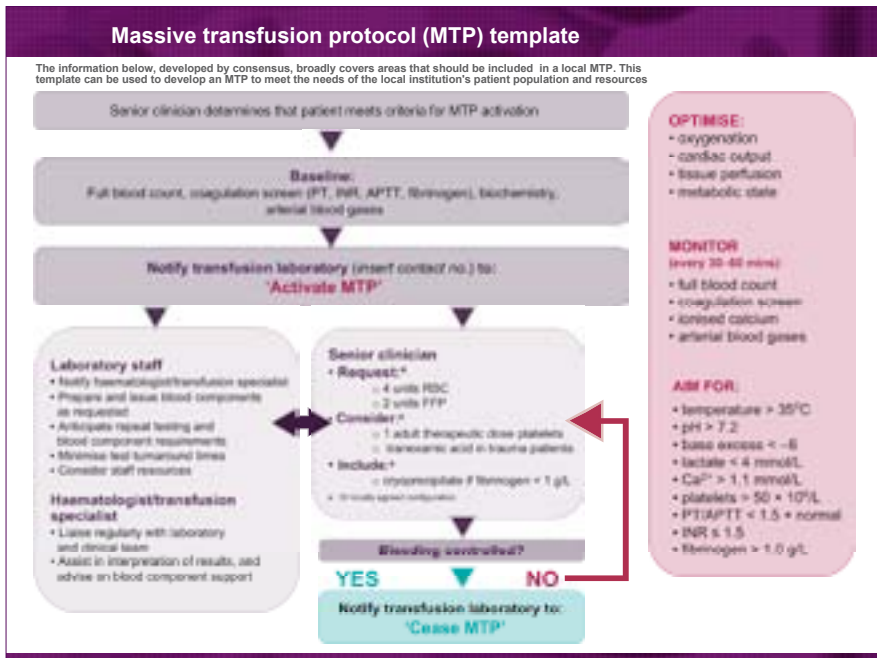 Massive transfusion protocol (MTP) template
The information below, developed by consensus, broadly covers areas that should be included in a local MTP. This
template can be used to develop an MTP to meet the needs of the local institution's patient population and resources
Senior clinician determines that patient meets criteria for MTP activation
Baseline:
Full blood count, coagulation screen (PT, INR, APTT, fibrinogen), biochemistry,
arterial blood gases
Notify transfusion laboratory (insert contact no.) to:
'Activate MTP'
Laboratory staff
• Notify haematologist/transfusion specialist
• Prepare and issue blood components
as requested
• Anticipate repeat testing and
blood component requirements
• Minimise test turnaround times
• Consider staff resources
Haematologist/transfusion
specialist
• Liaise regularly with laboratory
and clinical team
• Assist in interpretation of results, and
advise on blood component support
Senior clinician
• Request:a
o 4 units RBC
o 2 units FFP
• Consider:a
o 1 adult therapeutic dose platelets
o tranexamic acid in trauma patients
• Include:a
o cryoprecipitate if fibrinogen < 1 g/L
a Or locally agreed configuration
Bleeding controlled?
YES NO
Notify transfusion laboratory to:
'Cease MTP'
OPTIMISE:
• oxygenation
• cardiac output
• tissue perfusion
• metabolic state
MONITOR
(every 30–60 mins):
• full blood count
• coagulation screen
• ionised calcium
• arterial blood gases
AIM FOR:
• temperature > 35⁰C
• pH > 7.2
• base excess < –6
• lactate < 4 mmol/L
• Ca²⁺ > 1.1 mmol/L
• platelets > 50 × 10⁹/L
• PT/APTT < 1.5 × normal
• INR ≤ 1.5
• fibrinogen > 1.0 g/L